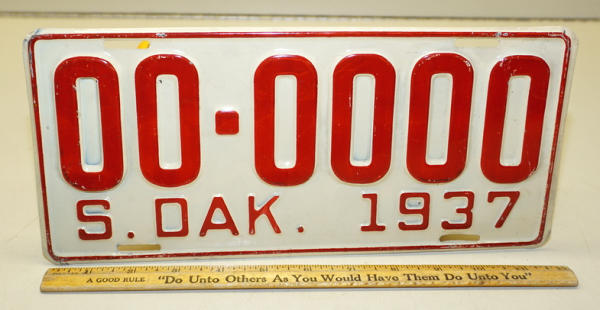 00-0000
S. DAK. 1937
A GOOD RULE "Do Unto Others As You Would Have Them Do Unto You"